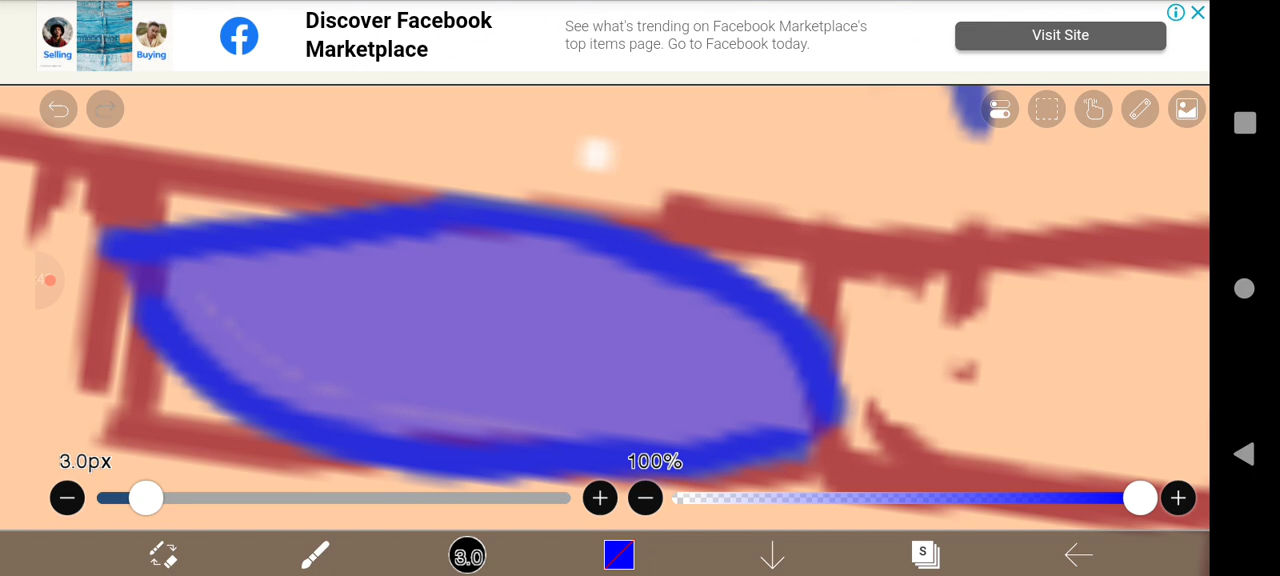 Discover Facebook
Marketplace
See what's trending on Facebook Marketplace's
top items page. Go to Facebook today.
Visit Site
Selling
Buying
3.0px
100%
3.0
S